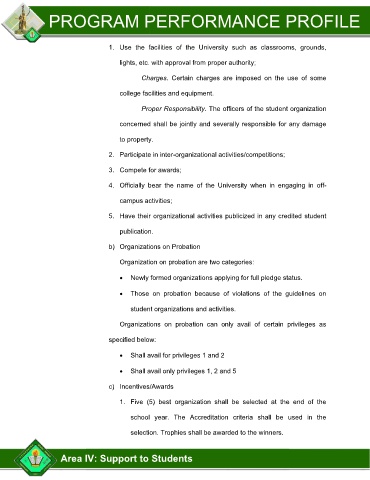 PROGRAM PERFORMANCE PROFILE
1. Use the facilities of the University such as classrooms, grounds,
lights, etc. with approval from proper authority;
Charges. Certain charges are imposed on the use of some
college facilities and equipment.
Proper Responsibility. The officers of the student organization
concerned shall be jointly and severally responsible for any damage
to property.
2. Participate in inter-organizational activities/competitions;
3. Compete for awards;
4. Officially bear the name of the University when in engaging in off-
campus activities;
5. Have their organizational activities publicized in any credited student
publication.
b) Organizations on Probation
Organization on probation are two categories:
• Newly formed organizations applying for full pledge status.
• Those on probation because of violations of the guidelines on
student organizations and activities.
Organizations on probation can only avail of certain privileges as
specified below:
• Shall avail for privileges 1 and 2
• Shall avail only privileges 1, 2 and 5
c) Incentives/Awards
1. Five (5) best organization shall be selected at the end of the
school year. The Accreditation criteria shall be used in the
selection. Trophies shall be awarded to the winners.
Area IV: Support to Students